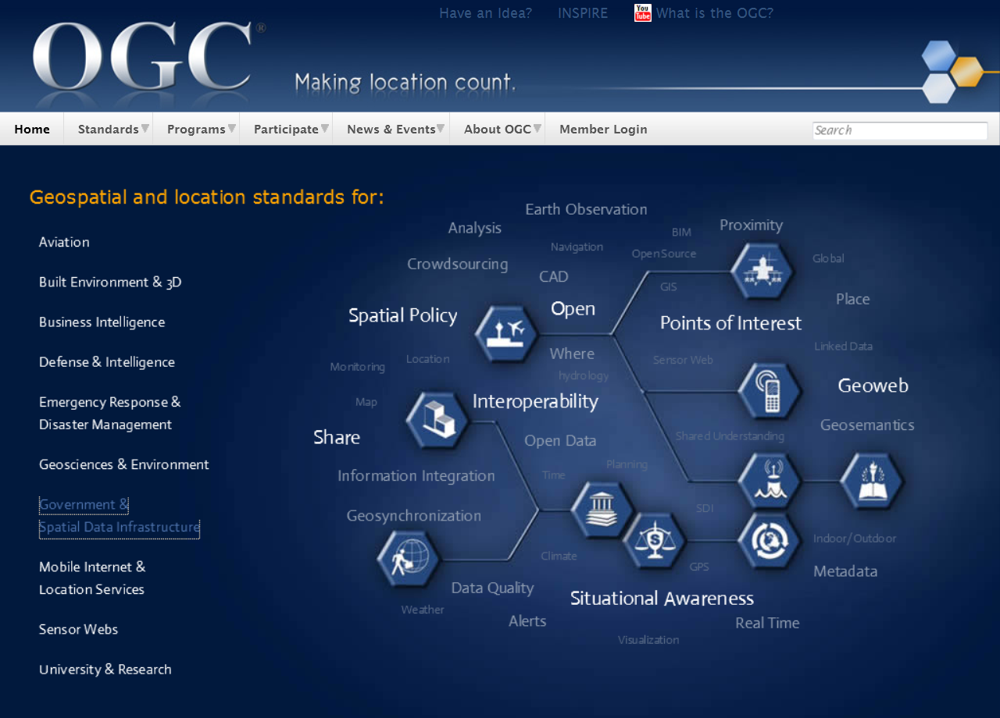 Have an Idea?
INSPIRE
You
Tube
What is the OGC?
OGC®
Making location count.
Home
Standards
Programs
Participate
News & Events
About OGC
Member Login
Search
Geospatial and location standards for:
Aviation
Built Environment & 3D
Business Intelligence
Defense & Intelligence
Emergency Response &
Disaster Management
Geosciences & Environment
Government &
Spatial Data Infrastructure
Mobile Internet &
Location Services
Sensor Webs
University & Research
Earth Observation
Analysis
BIM
Proximity
Navigation
OpenSource
Global
Crowdsourcing
CAD
GIS
Place
Open
Spatial Policy
Points of Interest
Linked Data
Where
Location
Monitoring
Sensor Web
hydrology
Geoweb
Map
Interoperability
Geosemantics
Share
Open Data
Shared Understanding
Planning
Information Integration
Time
Geosynchronization
SDI
Indoor/Outdoor
Climate
GPS
Metadata
S
Data Quality
Situational Awareness
Weather
Alerts
Real Time
Visualization